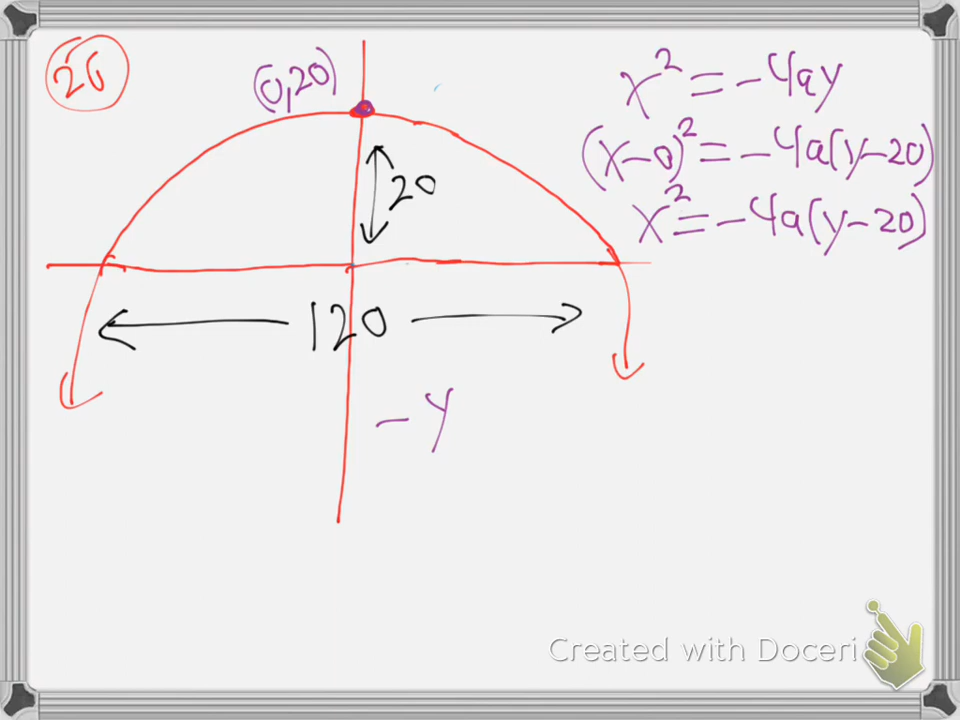 26
(0,20)
x² = -4ay
(x-0)² = -4a(y-20)
x² = -4a(y-20)
20
120
- y
Created with Doceri